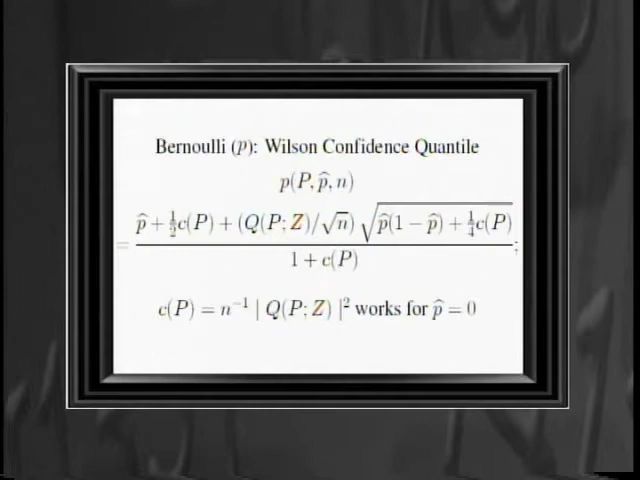 Bernoulli (p): Wilson Confidence Quantile
p(P, p̂, n)
= (p̂ + ½c(P) + (Q(P; Z)/√n) √(p̂(1 − p̂) + ¼c(P))) / (1 + c(P));
c(P) = n⁻¹ | Q(P; Z) |² works for p̂ = 0